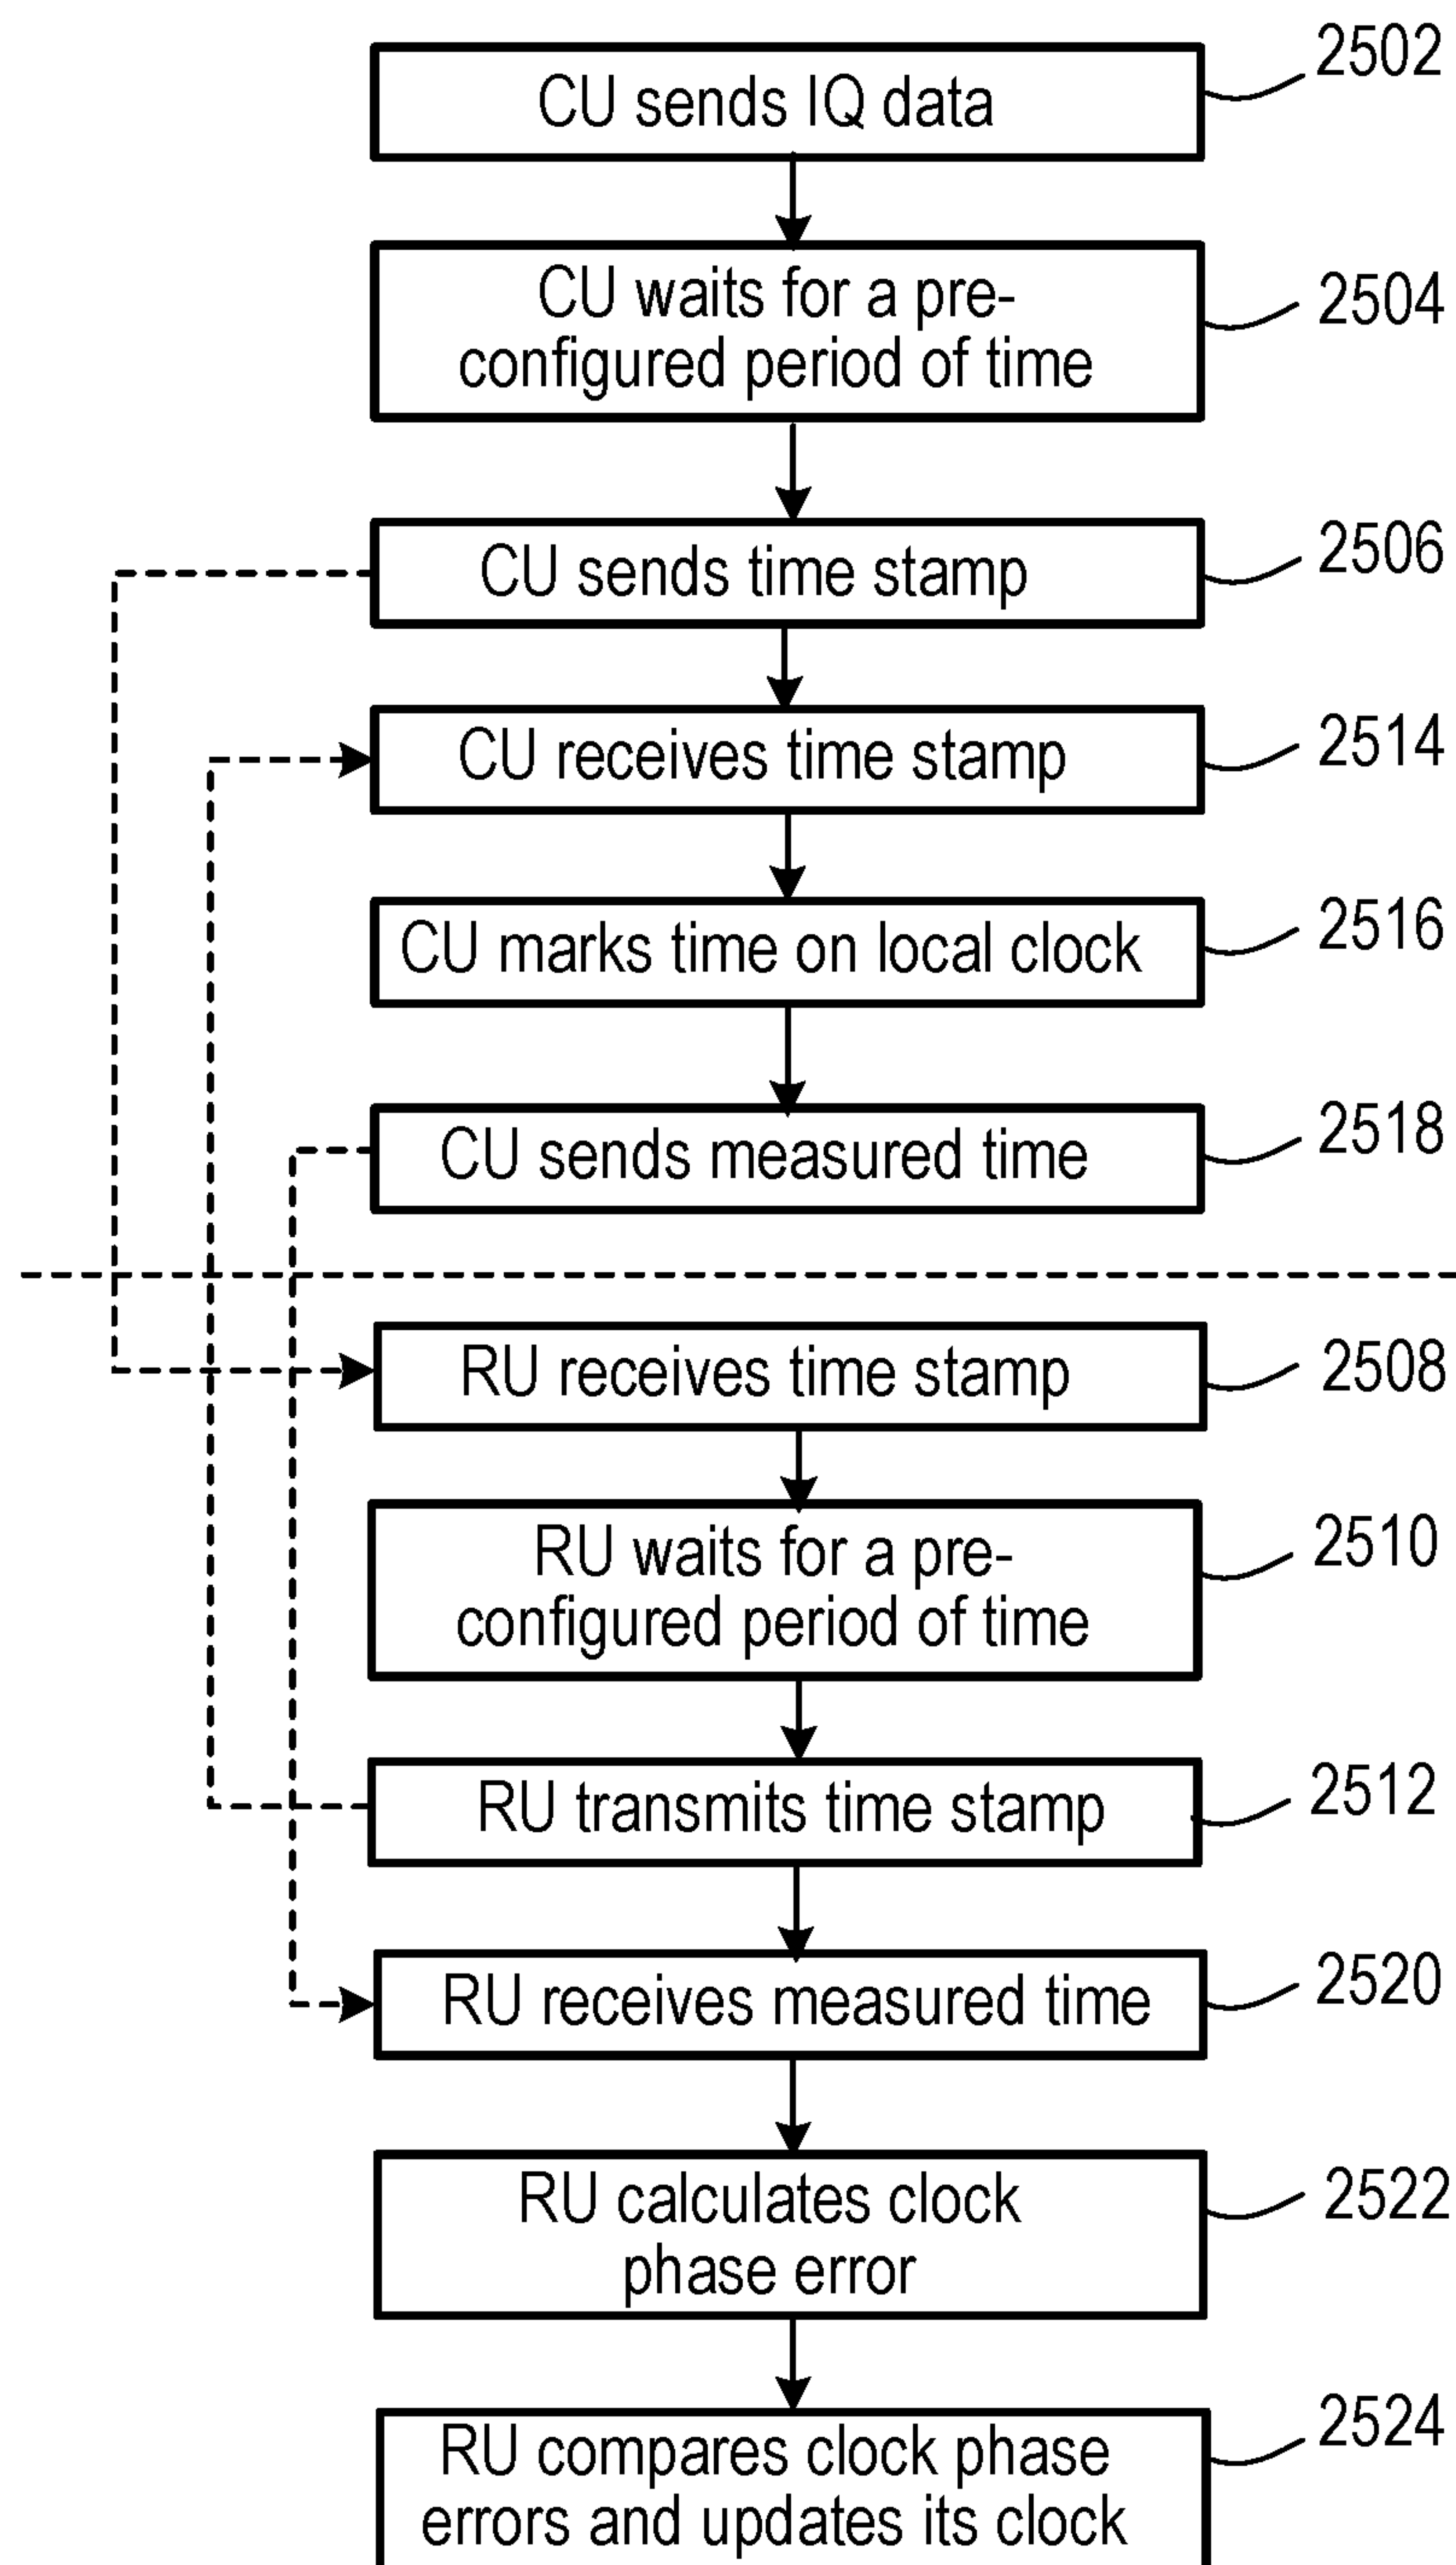 2502
CU sends IQ data
2504
CU waits for a pre-
configured period of time
2506
CU sends time stamp
2514
CU receives time stamp
2516
CU marks time on local clock
2518
CU sends measured time
2508
RU receives time stamp
2510
RU waits for a pre-
configured period of time
2512
RU transmits time stamp
2520
RU receives measured time
2522
RU calculates clock
phase error
2524
RU compares clock phase
errors and updates its clock